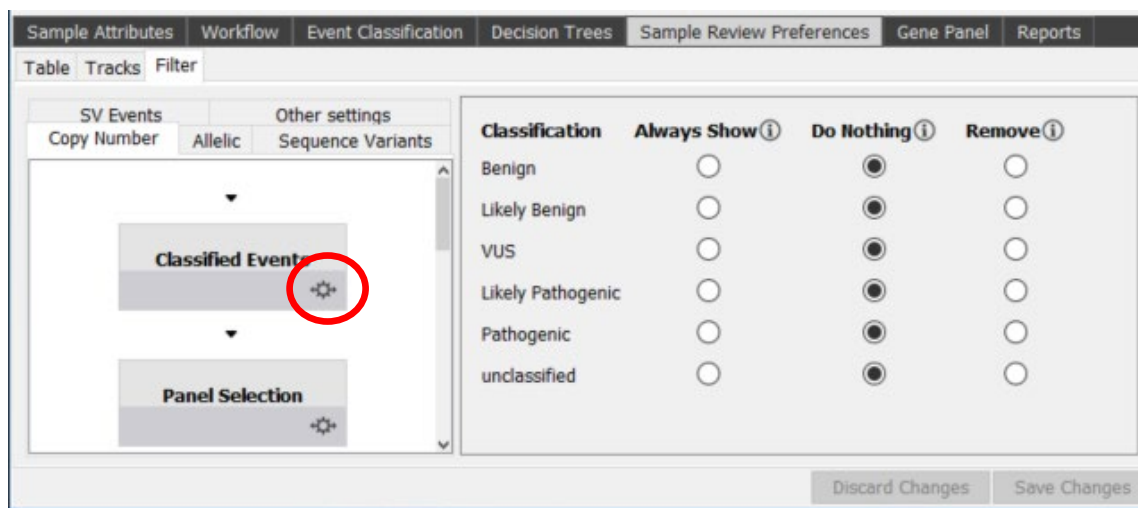 Sample Attributes Workflow Event Classification Decision Trees Sample Review Preferences Gene Panel Reports
Table Tracks Filter
SV Events Other settings
Copy Number Allelic Sequence Variants
Classified Events
Panel Selection
Classification Always Show Do Nothing Remove
Benign
Likely Benign
VUS
Likely Pathogenic
Pathogenic
unclassified
Discard Changes Save Changes